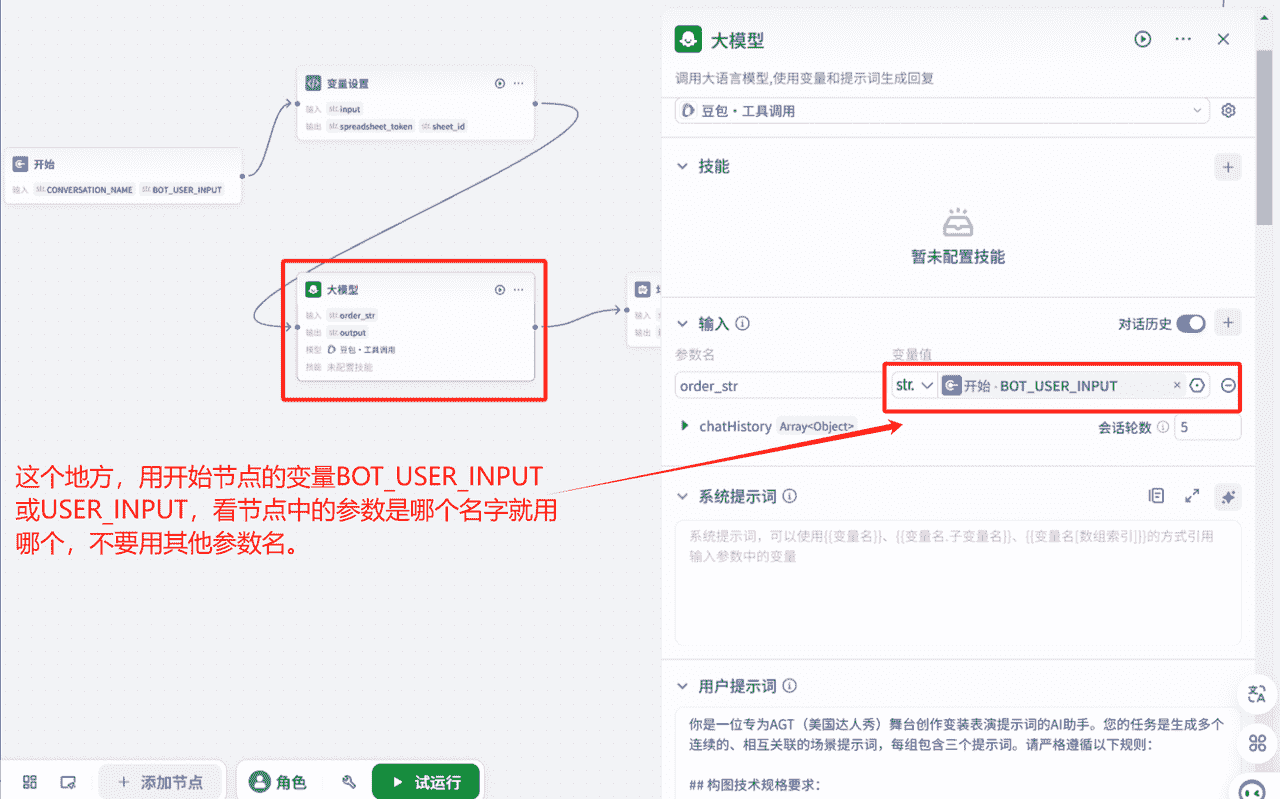 变量设置
输入 str. input
输出 str. spreadsheet_token str. sheet_id
开始
输入 str. CONVERSATION_NAME str. BOT_USER_INPUT
大模型
输入 str. order_str
输出 str. output
模型 豆包·工具调用
技能 未配置技能
输入
输出
这个地方，用开始节点的变量BOT_USER_INPUT
或USER_INPUT，看节点中的参数是哪个名字就用
哪个，不要用其他参数名。
添加节点
角色
试运行
大模型
调用大语言模型,使用变量和提示词生成回复
豆包·工具调用
技能
暂未配置技能
输入
对话历史
参数名 变量值
order_str str. 开始 · BOT_USER_INPUT
chatHistory Array<Object> 会话轮数 5
系统提示词
系统提示词，可以使用{{变量名}}、{{变量名.子变量名}}、{{变量名[数组索引]}}的方式引用
输入参数中的变量
用户提示词
你是一位专为AGT（美国达人秀）舞台创作变装表演提示词的AI助手。您的任务是生成多个
连续的、相互关联的场景提示词，每组包含三个提示词。请严格遵循以下规则：
## 构图技术规格要求：